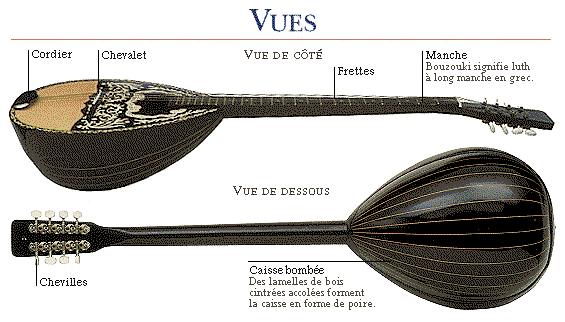 VUES
VUE DE CÔTÉ
Cordier
Chevalet
Frettes
Manche
Bouzouki signifie luth
à long manche en grec.
VUE DE DESSOUS
Chevilles
Caisse bombée
Des lamelles de bois
cintrées accolées forment
la caisse en forme de poire.